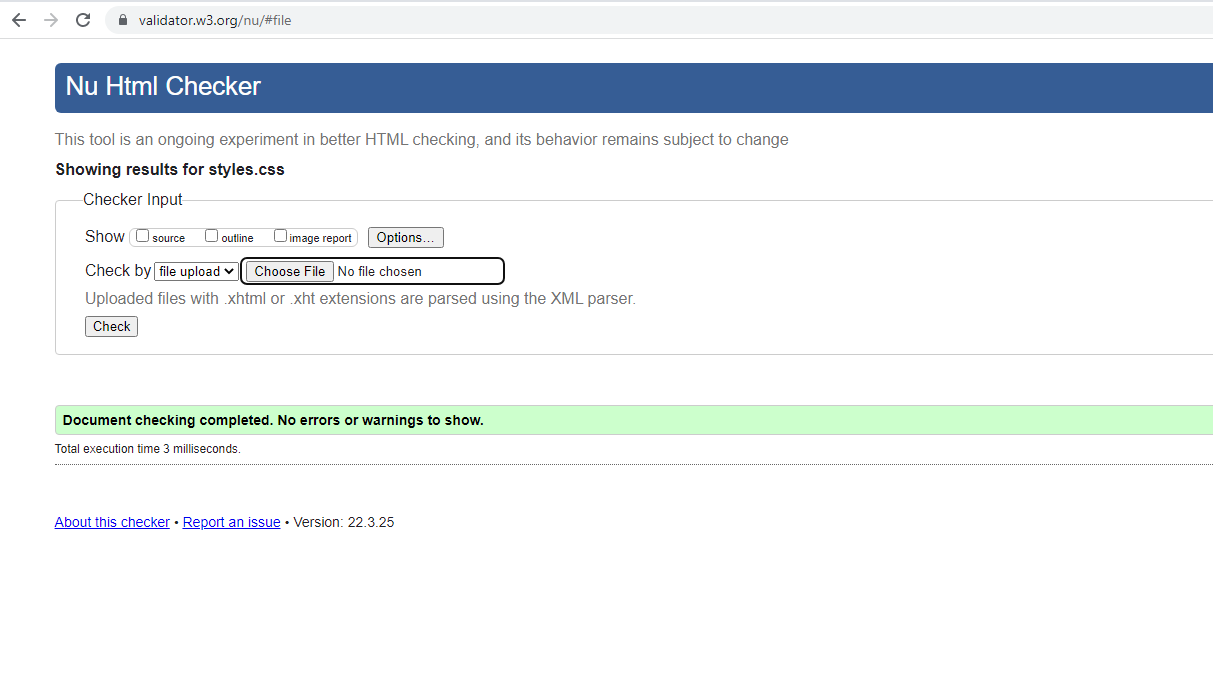 validator.w3.org/nu/#file
Nu Html Checker
This tool is an ongoing experiment in better HTML checking, and its behavior remains subject to change
Showing results for styles.css
Checker Input
Show source outline image report Options...
Check by file upload Choose File No file chosen
Uploaded files with .xhtml or .xht extensions are parsed using the XML parser.
Check
Document checking completed. No errors or warnings to show.
Total execution time 3 milliseconds.
About this checker • Report an issue • Version: 22.3.25